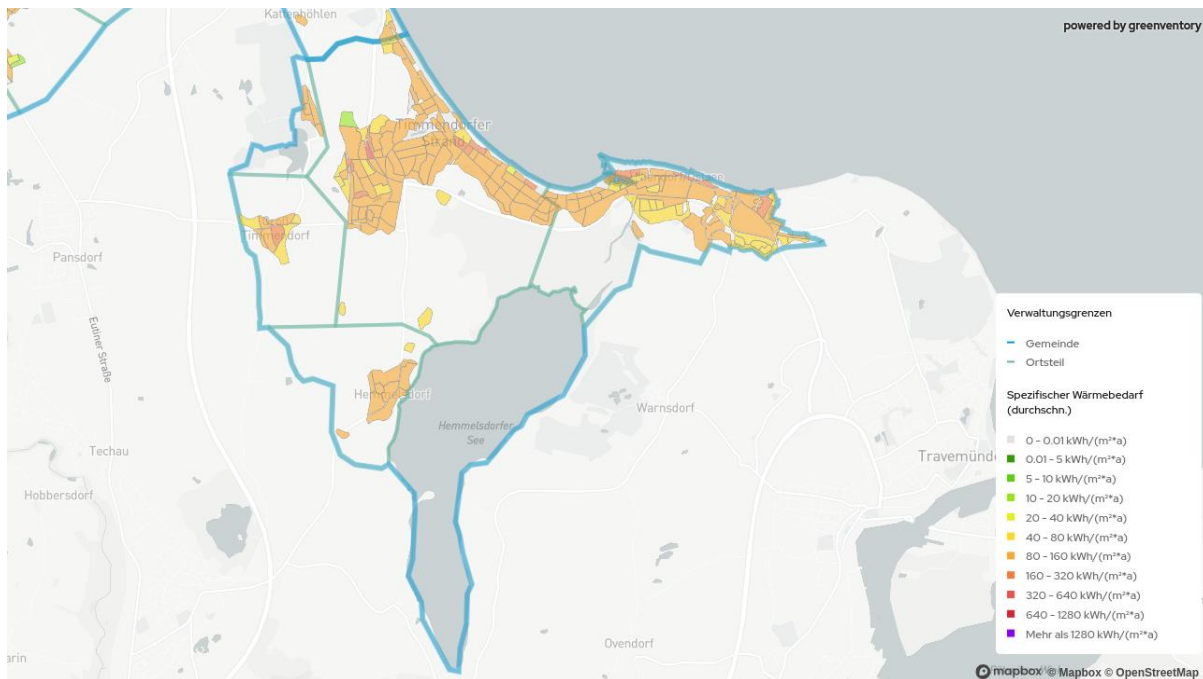 Kattenhöhlen
powered by greenventory
Timmendorfer
Strand
Timmendorf
Pansdorf
Eutiner Straße
Hemmelsdorf
Hemmelsdorfer
See
Warnsdorf
Techau
Hobbersdorf
Travemünd
Ovendorf
arin
Verwaltungsgrenzen
Gemeinde
Ortsteil
Spezifischer Wärmebedarf
(durchschn.)
0 - 0.01 kWh/(m²*a)
0.01 - 5 kWh/(m²*a)
5 - 10 kWh/(m²*a)
10 - 20 kWh/(m²*a)
20 - 40 kWh/(m²*a)
40 - 80 kWh/(m²*a)
80 - 160 kWh/(m²*a)
160 - 320 kWh/(m²*a)
320 - 640 kWh/(m²*a)
640 - 1280 kWh/(m²*a)
Mehr als 1280 kWh/(m²*a)
mapbox © Mapbox © OpenStreetMap